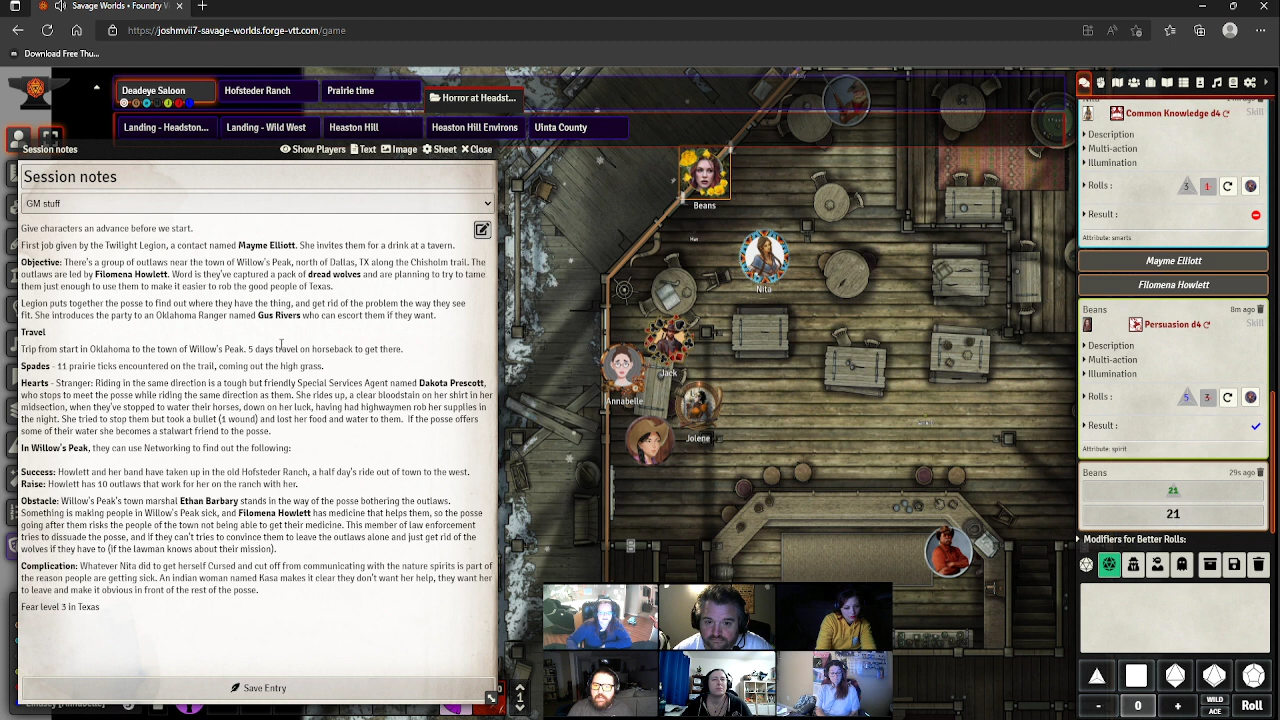 Savage Worlds • Foundry Vi
https://joshmvi7-savage-worlds.forge-vtt.com/game
Download Free Thu...
Deadeye Saloon
Hofsteder Ranch
Prairie time
Horror at Headst...
Landing - Headston...
Landing - Wild West
Heaston Hill
Heaston Hill Environs
Uinta County
Session notes
Show Players
Text
Image
Sheet
Close
Session notes
GM stuff
Give characters an advance before we start.
First job given by the Twilight Legion, a contact named Mayme Elliott. She invites them for a drink at a tavern.
Objective: There's a group of outlaws near the town of Willow's Peak, north of Dallas, TX along the Chisholm trail. The
outlaws are led by Filomena Howlett. Word is they've captured a pack of dread wolves and are planning to try to tame
them just enough to use them to make it easier to rob the good people of Texas.
Legion puts together the posse to find out where they have the thing, and get rid of the problem the way they see
fit. She introduces the party to an Oklahoma Ranger named Gus Rivers who can escort them if they want.
Travel
Trip from start in Oklahoma to the town of Willow's Peak. 5 days travel on horseback to get there.
Spades - 11 prairie ticks encountered on the trail, coming out the high grass.
Hearts - Stranger: Riding in the same direction is a tough but friendly Special Services Agent named Dakota Prescott,
who stops to meet the posse while riding the same direction as them. She rides up, a clear bloodstain on her shirt in her
midsection, when they've stopped to water their horses, down on her luck, having had highwaymen rob her supplies in
the night. She tried to stop them but took a bullet (1 wound) and lost her food and water to them. If the posse offers
some of their water she becomes a stalwart friend to the posse.
In Willow's Peak, they can use Networking to find out the following:
Success: Howlett and her band have taken up in the old Hofsteder Ranch, a half day's ride out of town to the west.
Raise: Howlett has 10 outlaws that work for her on the ranch with her.
Obstacle: Willow's Peak's town marshal Ethan Barbary stands in the way of the posse bothering the outlaws.
Something is making people in Willow's Peak sick, and Filomena Howlett has medicine that helps them, so the posse
going after them risks the people of the town not being able to get their medicine. This member of law enforcement
tries to dissuade the posse, and if they can't tries to convince them to leave the outlaws alone and just get rid of the
wolves if they have to (if the lawman knows about their mission).
Complication: Whatever Nita did to get herself Cursed and cut off from communicating with the nature spirits is part of
the reason people are getting sick. An indian woman named Kasa makes it clear they don't want her help, they want her
to leave and make it obvious in front of the rest of the posse.
Fear level 3 in Texas
Save Entry
Lindsey [Annabelle]
Beans
Nita
Jack
Annabelle
Jolene
1
Common Knowledge d4
Skill
Description
Multi-action
Illumination
Rolls :
3
1
Result :
Attribute: smarts
Mayme Elliott
Filomena Howlett
Beans
8m ago
Persuasion d4
Skill
Description
Multi-action
Illumination
Rolls :
5
3
Result :
Attribute: spirit
Beans
29s ago
21
21
Modifiers for Better Rolls:
-
0
+
WILD
ACE
Roll